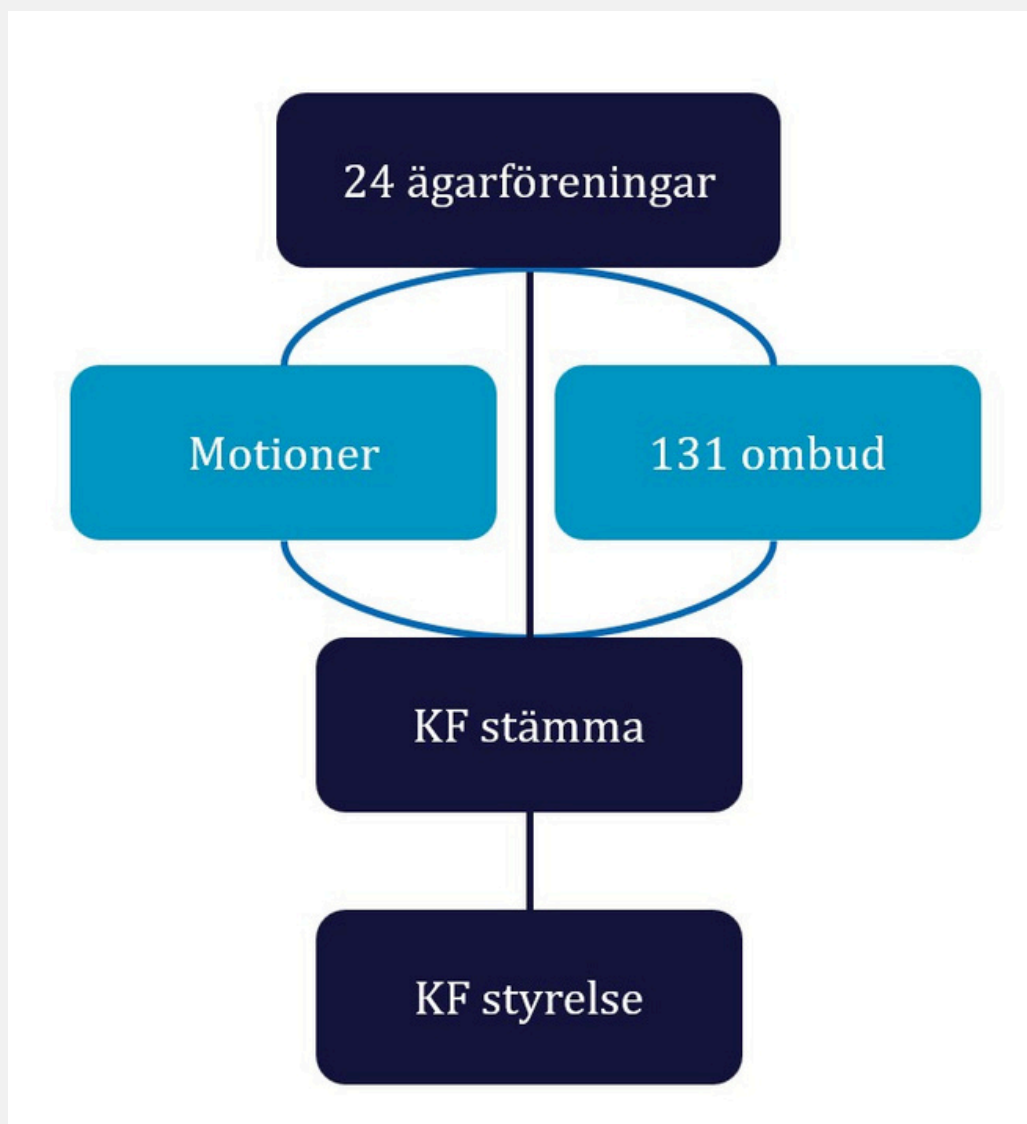 24 ägarföreningar
Motioner
131 ombud
KF stämma
KF styrelse